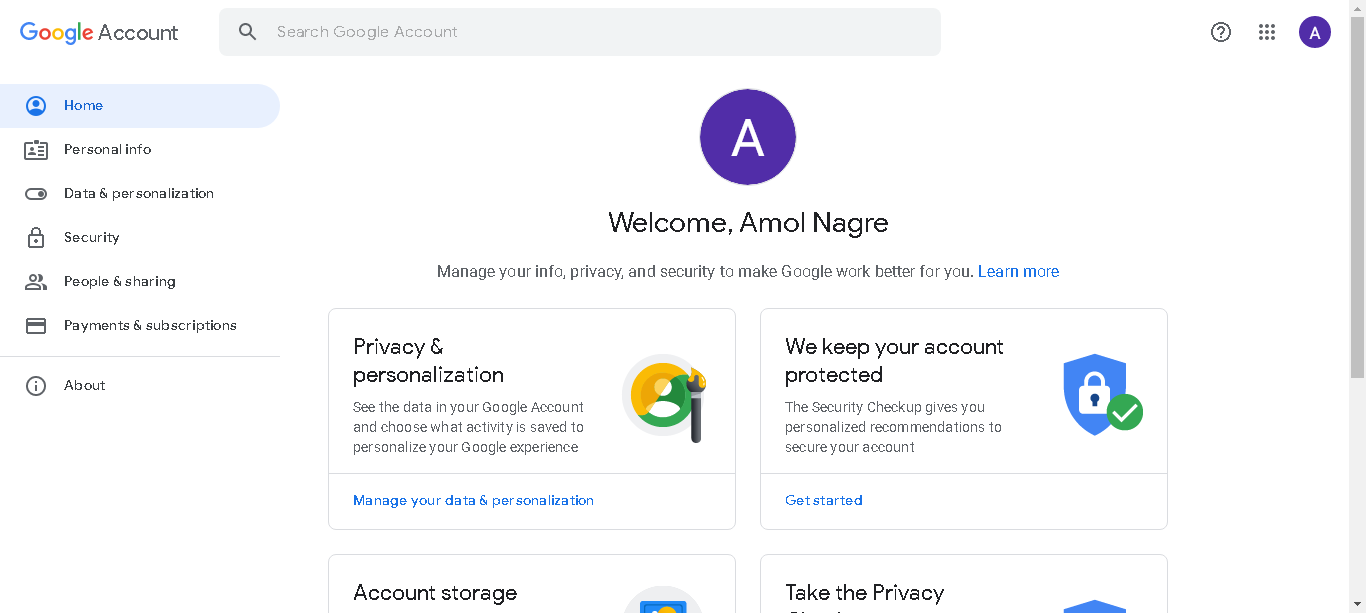 Google Account
Search Google Account
A
Home
Personal info
Data & personalization
Security
People & sharing
Payments & subscriptions
About
A
Welcome, Amol Nagre
Manage your info, privacy, and security to make Google work better for you. Learn more
Privacy &
personalization
See the data in your Google Account
and choose what activity is saved to
personalize your Google experience
Manage your data & personalization
We keep your account
protected
The Security Checkup gives you
personalized recommendations to
secure your account
Get started
Account storage
Take the Privacy